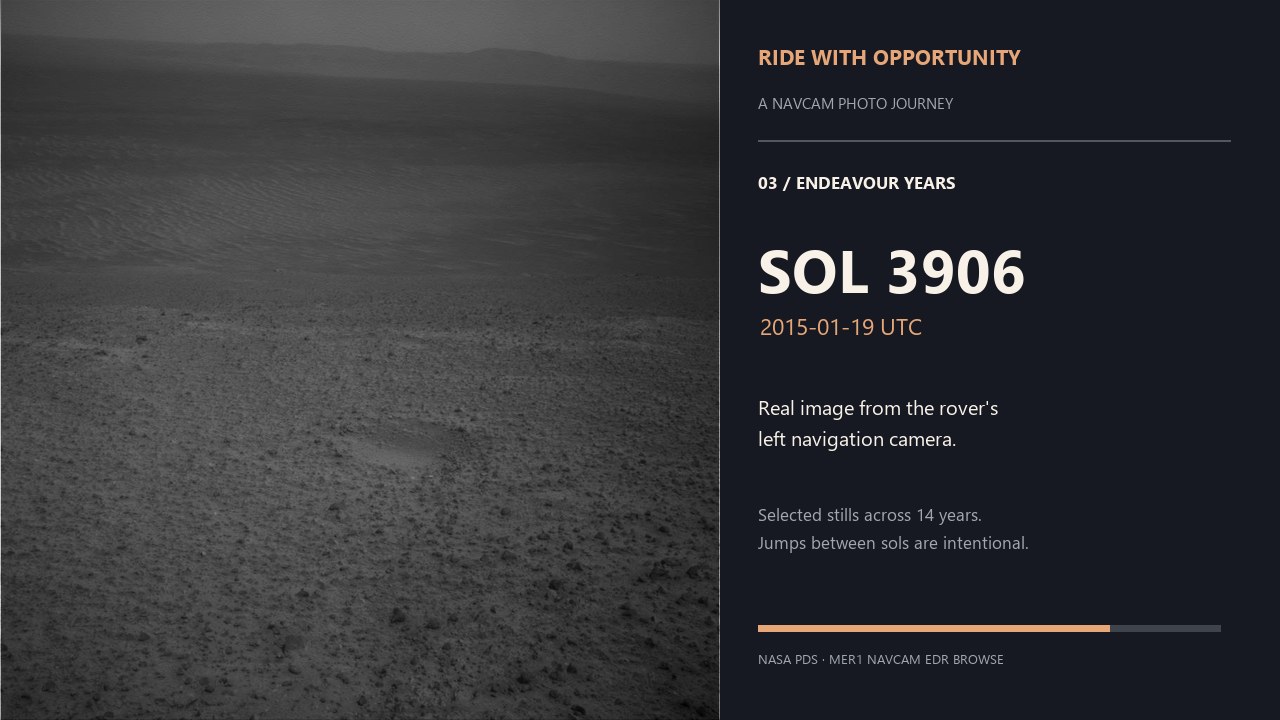 RIDE WITH OPPORTUNITY
A NAVCAM PHOTO JOURNEY
03 / ENDEAVOUR YEARS
SOL 3906
2015-01-19 UTC
Real image from the rover's
left navigation camera.
Selected stills across 14 years.
Jumps between sols are intentional.
NASA PDS · MER1 NAVCAM EDR BROWSE